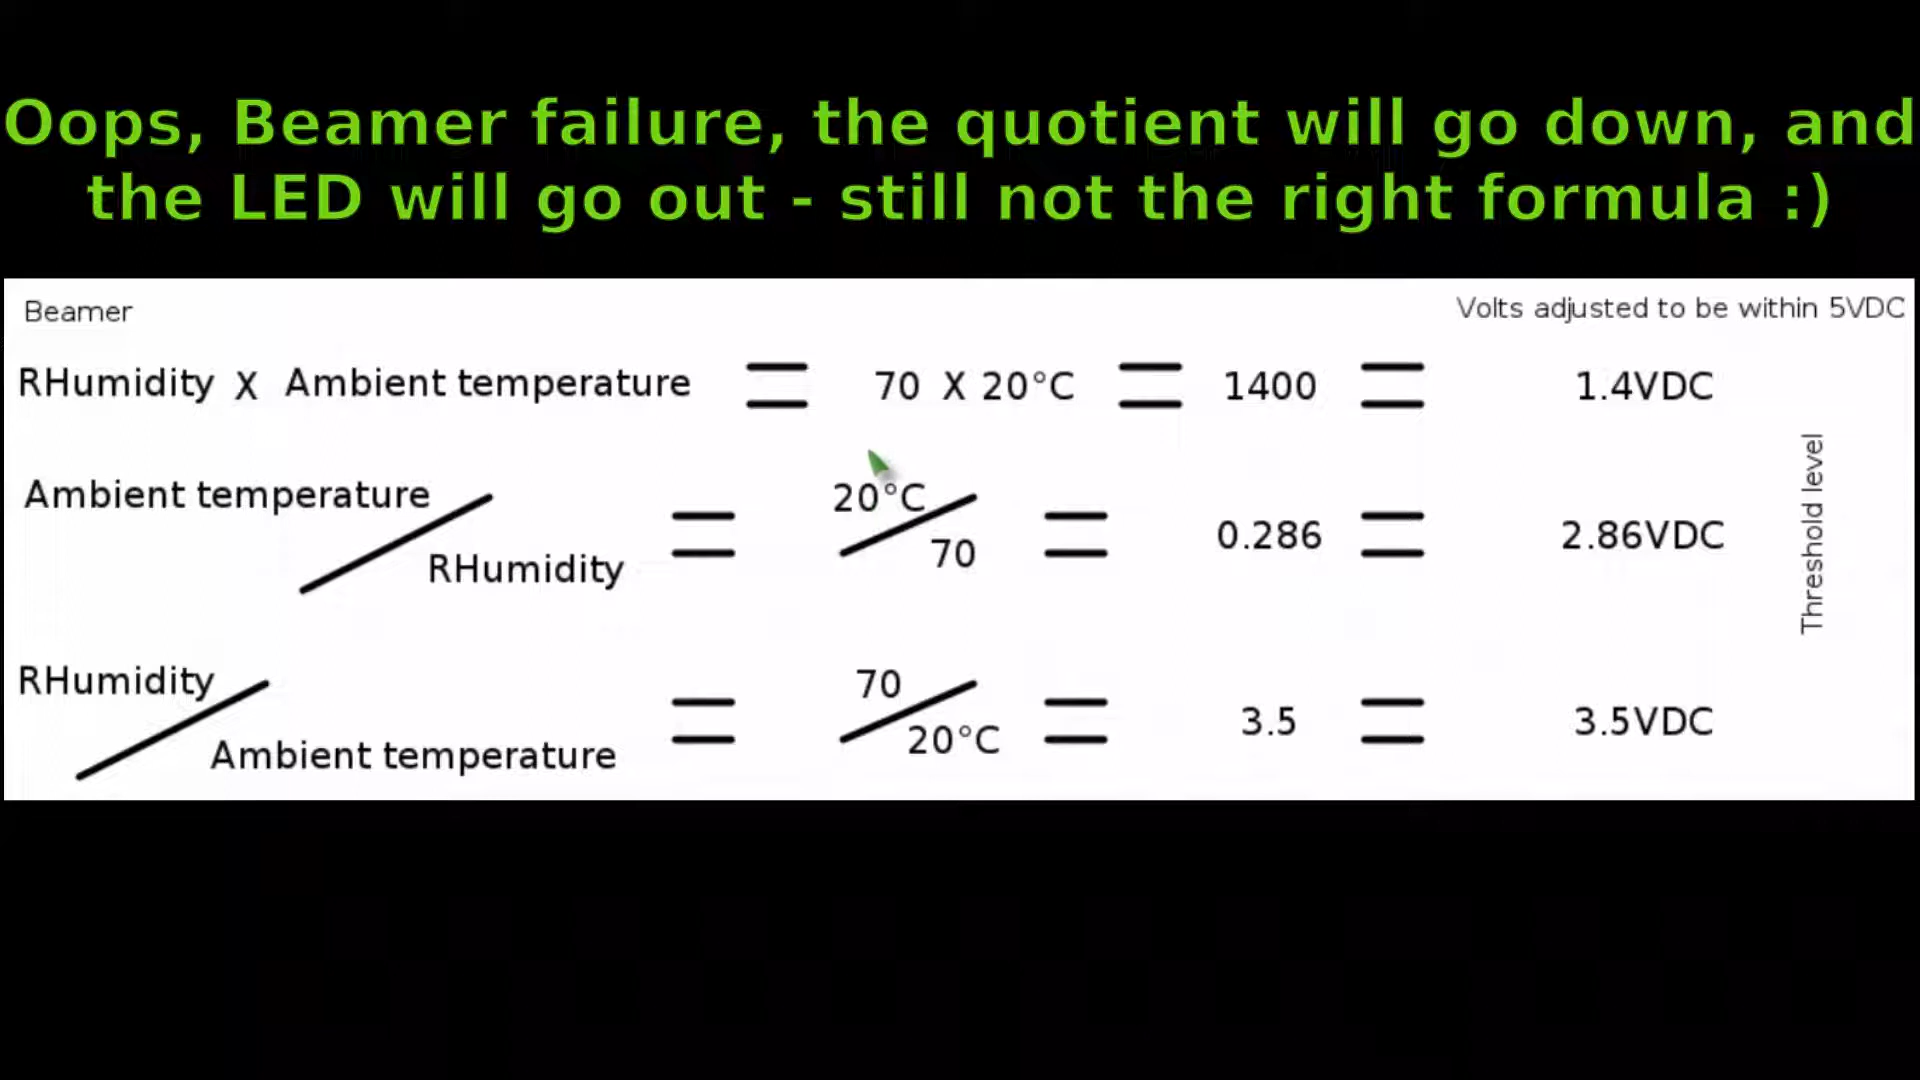 Oops, Beamer failure, the quotient will go down, and
the LED will go out - still not the right formula :)
Beamer
Volts adjusted to be within 5VDC
RHumidity X Ambient temperature = 70 X 20°C = 1400 = 1.4VDC
Ambient temperature / RHumidity = 20°C / 70 = 0.286 = 2.86VDC
Threshold level
RHumidity / Ambient temperature = 70 / 20°C = 3.5 = 3.5VDC